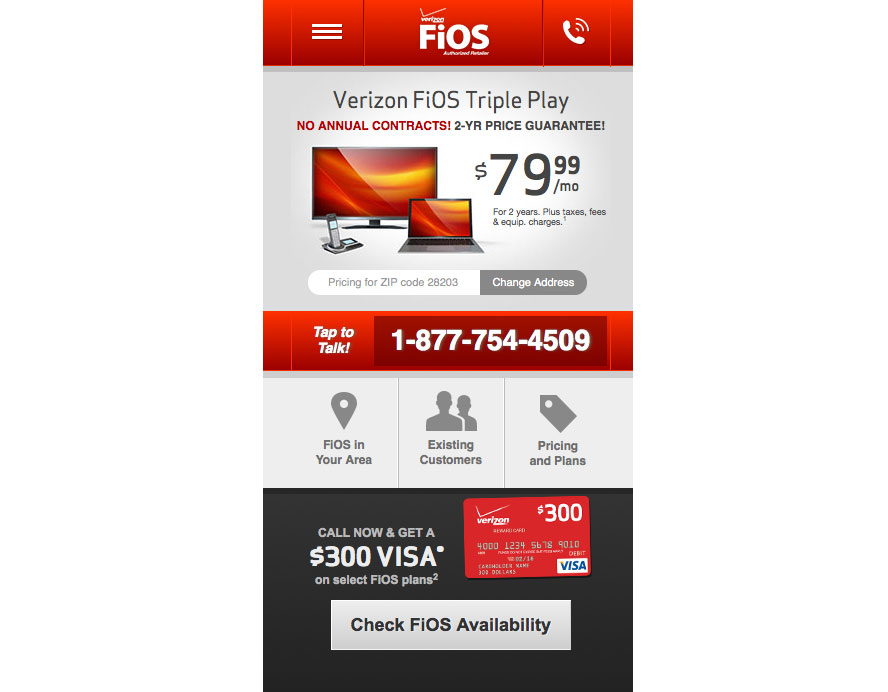 verizon
FiOS
Authorized Retailer
Verizon FiOS Triple Play
NO ANNUAL CONTRACTS! 2-YR PRICE GUARANTEE!
$79.99
/mo
For 2 years. Plus taxes, fees
& equip. charges.1
Pricing for ZIP code 28203 Change Address
Tap to
Talk!
1-877-754-4509
FiOS in
Your Area
Existing
Customers
Pricing
and Plans
CALL NOW & GET A
$300 VISA*
on select FiOS plans2
verizon
$300
REWARD CARD
4000 1234 5678 9010
DEBIT
CARDHOLDER NAME
300 DOLLARS
VISA
Check FiOS Availability